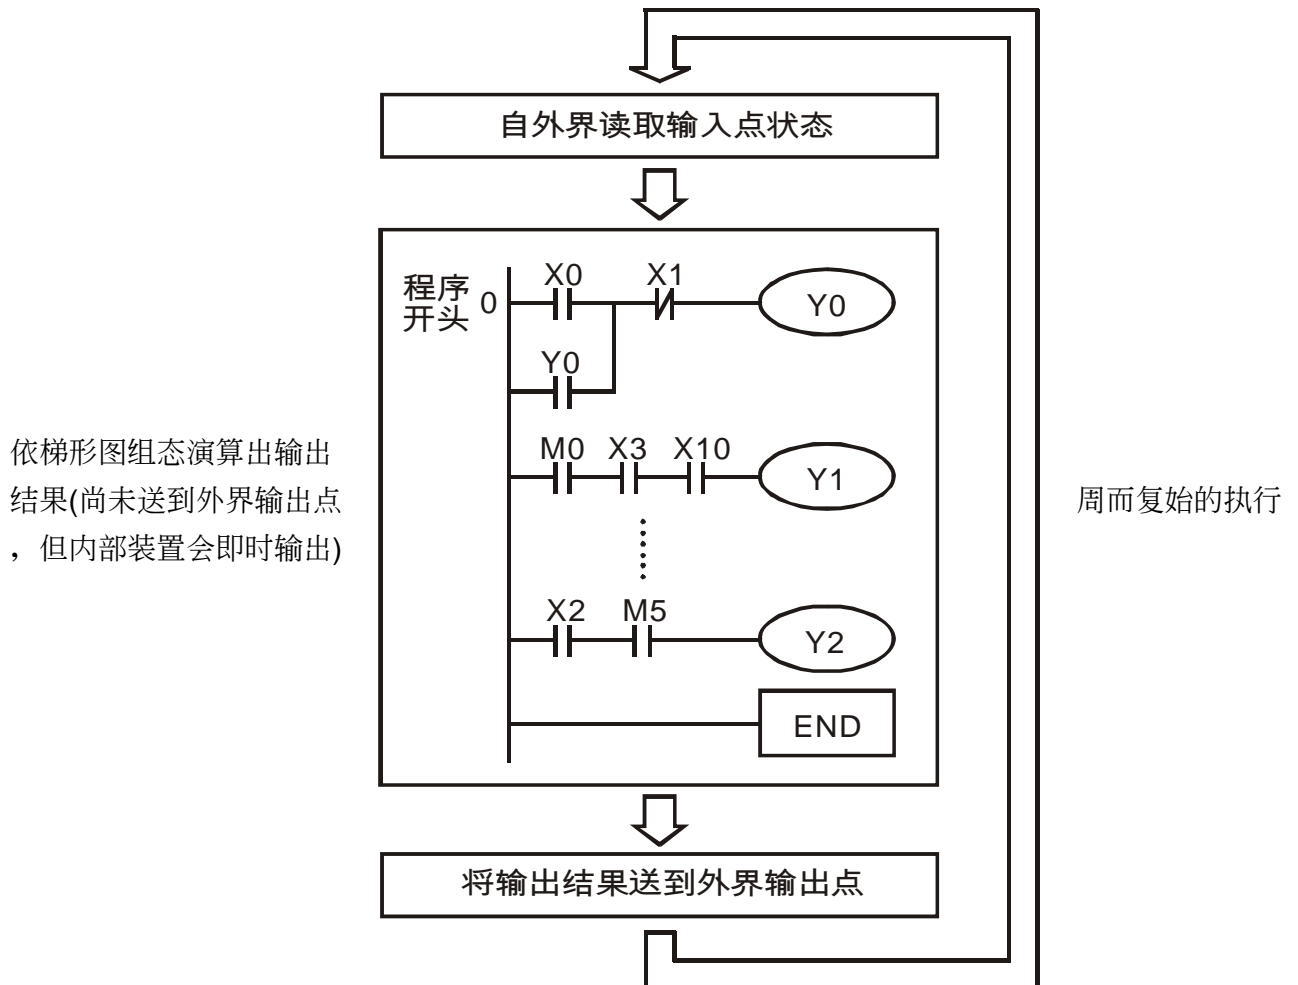 自外界读取输入点状态
程序
开头
0
X0
X1
Y0
Y0
M0
X3
X10
Y1
X2
M5
Y2
END
依梯形图组态演算出输出
结果(尚未送到外界输出点
，但内部装置会即时输出)
周而复始的执行
将输出结果送到外界输出点